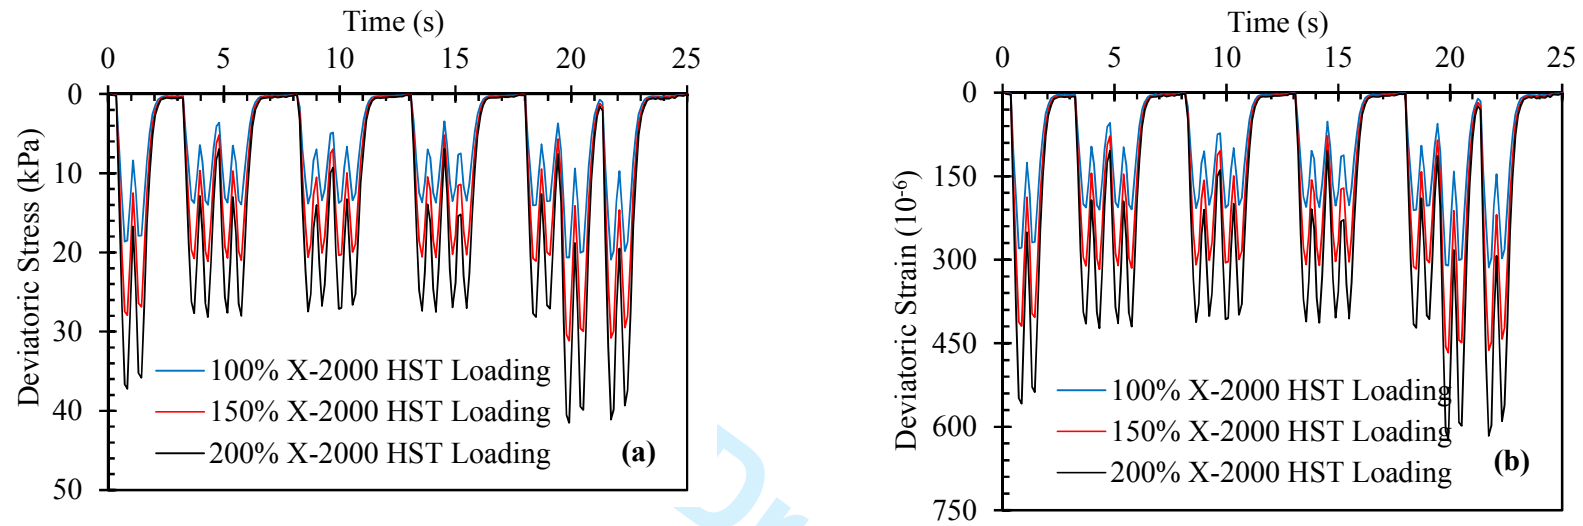 Time (s)
0 5 10 15 20 25
0
10
20
30
40
50
Deviatoric Stress (kPa)
100% X-2000 HST Loading
150% X-2000 HST Loading
200% X-2000 HST Loading
(a)
Time (s)
0 5 10 15 20 25
0
150
300
450
600
750
Deviatoric Strain (10⁻⁶)
100% X-2000 HST Loading
150% X-2000 HST Loading
200% X-2000 HST Loading
(b)
Dr